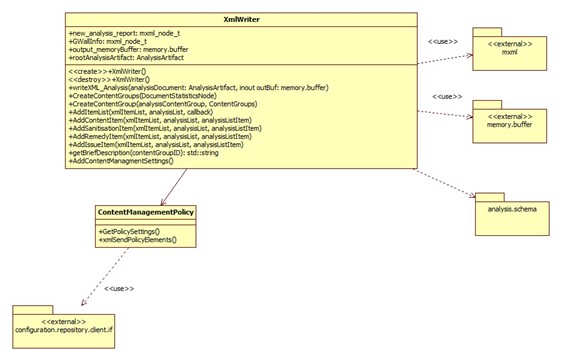 XmlWriter
+new_analysis_report: mxml_node_t
+GWallInfo: mxml_node_t
+output_memoryBuffer: memory.buffer
+rootAnalysisArtifact: AnalysisArtifact
<<create>>+XmlWriter()
<<destroy>>+XmlWriter()
+writeXML_Analysis(analysisDocument: AnalysisArtifact, inout outBuf: memory.buffer)
+CreateContentGroups(DocumentStatisticsNode)
+CreateContentGroup(analysisContentGroup, ContentGroups)
+AddItemList(xmlItemList, analysisList, callback)
+AddContentItem(xmlItemList, analysisList, analysisListItem)
+AddSanitisationItem(xmlItemList, analysisList, analysisListItem)
+AddRemedyItem(xmlItemList, analysisList, analysisListItem)
+AddIssueItem(xmlItemList, analysisList, analysisListItem)
+getBriefDescription(contentGroupID): std::string
+AddContentManagmentSettings()
<<use>>
<<external>>
mxml
<<use>>
<<external>>
memory.buffer
analysis.schema
ContentManagementPolicy
+GetPolicySettings()
+xmlSendPolicyElements()
<<use>>
<<external>>
configuration.repository.client.if